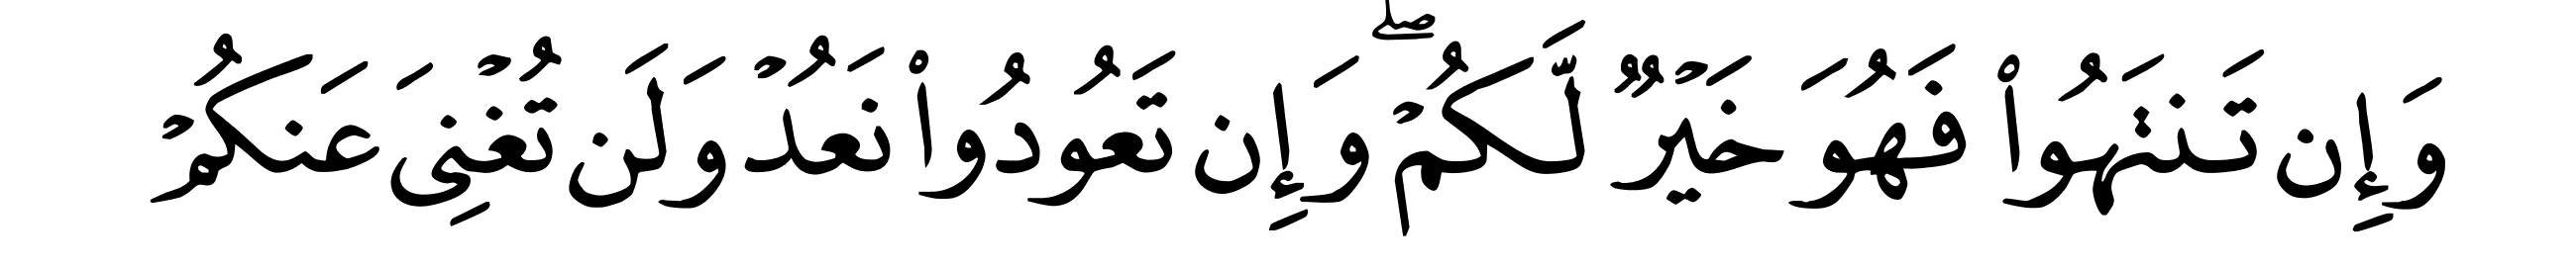 وَإِن تَنتَهُواْ فَهُوَ خَيۡرٌ لَّكُمۡۖ وَإِن تَعُودُواْ نَعُدۡ وَلَن تُغۡنِيَ عَنكُمۡ